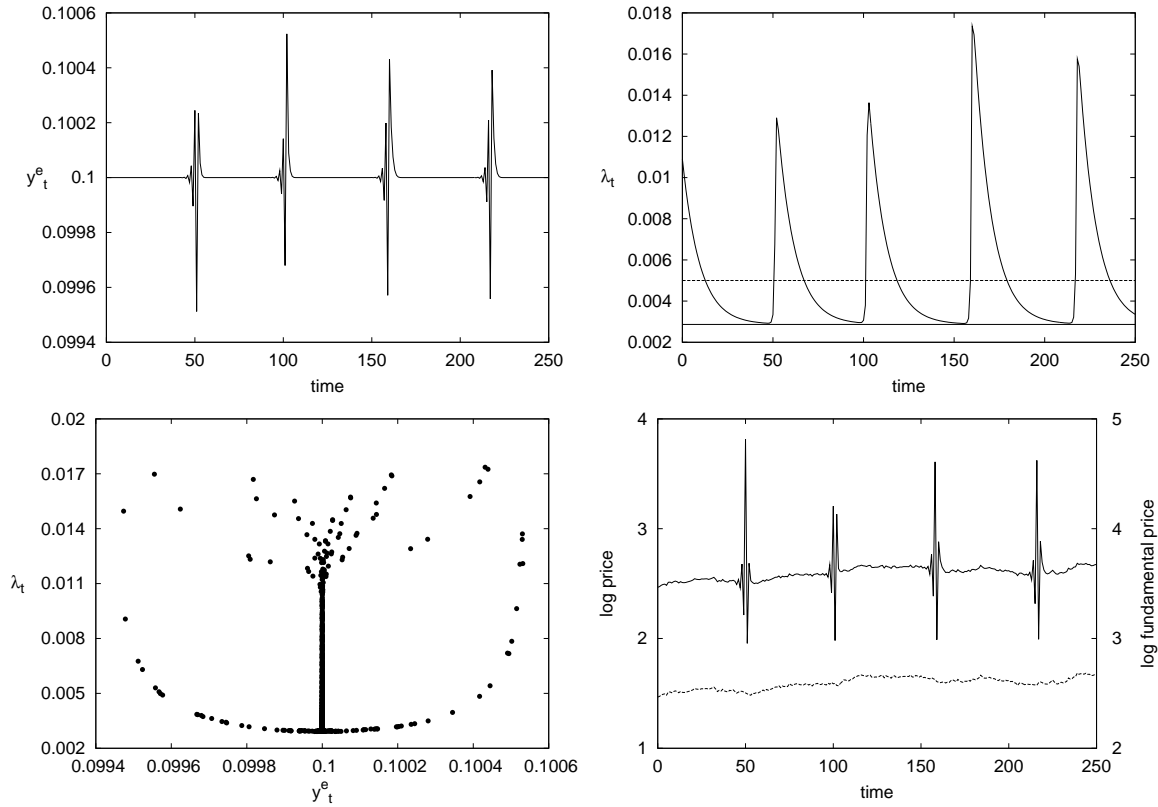 0.1006
0.1004
0.1002
0.1
0.0998
0.0996
0.0994
y^e_t
0 50 100 150 200 250
time
0.018
0.016
0.014
0.012
0.010
0.008
0.006
0.004
0.002
λ_t
0 50 100 150 200 250
time
0.02
0.017
0.014
0.011
0.008
0.005
0.002
λ_t
0.0994 0.0996 0.0998 0.1 0.1002 0.1004 0.1006
y^e_t
4
3
2
1
log price
5
4
3
2
log fundamental price
0 50 100 150 200 250
time